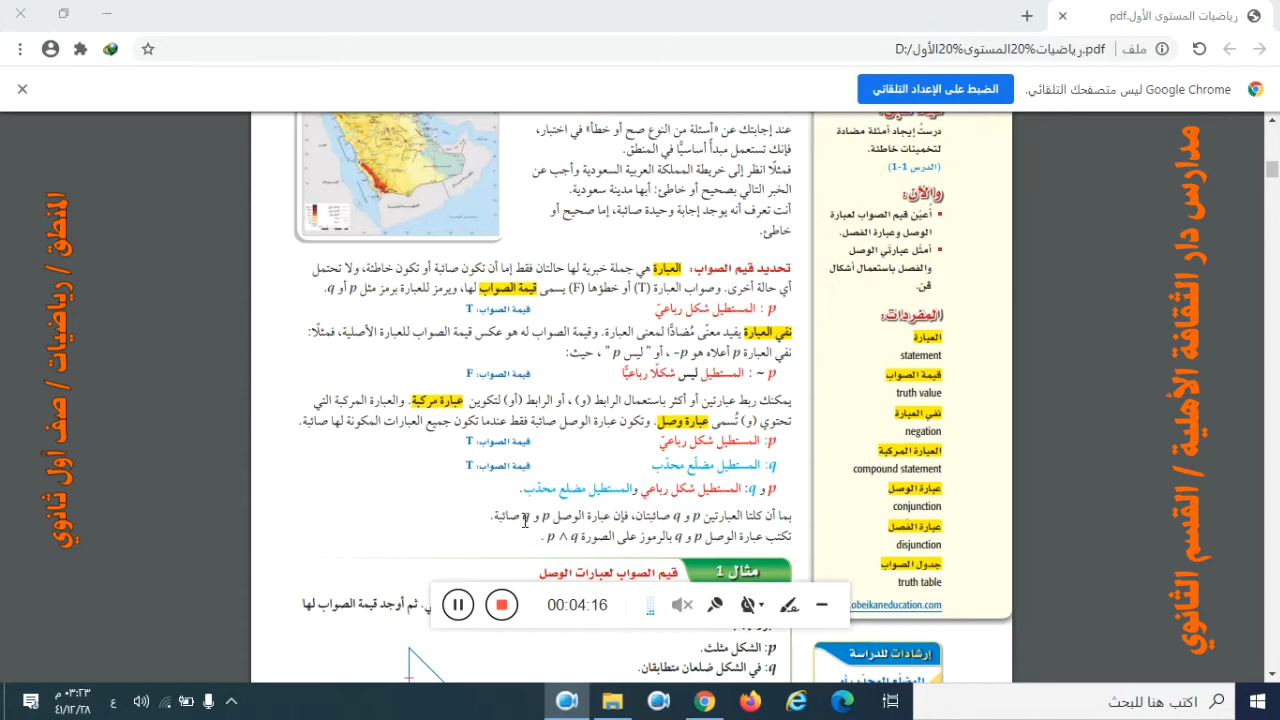 رياضيات المستوى الأول.pdf
ملف
D:/رياضيات%20المستوى%20الأول.pdf
Google Chrome ليس متصفحك التلقائي.
الضبط على الإعداد التلقائي
مدارس دار الثقافة الأهلية / القسم الثانوي
درستُ إيجاد أمثلة مضادة
لتخمينات خاطئة.
(الدرس 1-1)
والآن:
أُعيّن قيم الصواب لعبارة
الوصل وعبارة الفصل.
أمثّل عبارتَي الوصل
والفصل باستعمال أشكال
ڤن.
المفردات:
العبارة
statement
قيمة الصواب
truth value
نفي العبارة
negation
العبارة المركبة
compound statement
عبارة الوصل
conjunction
عبارة الفصل
disjunction
جدول الصواب
truth table
.obeikaneducation.com
إرشادات للدراسة
عند إجابتك عن «أسئلة من النوع صح أو خطأ» في اختبار،
فإنك تستعمل مبدأً أساسيًّا في المنطق.
فمثلًا انظر إلى خريطة المملكة العربية السعودية وأجب عن
الخبر التالي بصحيح أو خاطئ: أبها مدينة سعودية.
أنت تعرف أنه يوجد إجابة وحيدة صائبة، إما صحيح أو
خاطئ.
تحديد قيم الصواب: العبارة هي جملة خبرية لها حالتان فقط إما أن تكون صائبة أو تكون خاطئة، ولا تحتمل
أي حالة أخرى. وصواب العبارة (T) أو خطؤها (F) يسمى قيمة الصواب لها، ويرمز للعبارة برمز مثل p أو q.
p : المستطيل شكل رباعيّ قيمة الصواب: T
نفي العبارة يفيد معنًى مُضادًّا لمعنى العبارة. وقيمة الصواب له هو عكس قيمة الصواب للعبارة الأصلية، فمثلًا:
نفي العبارة p أعلاه هو p~ ، أو " ليس p " ، حيث:
p ~ : المستطيل ليس شكلًا رباعيًّا قيمة الصواب: F
يمكنك ربط عبارتين أو أكثر باستعمال الرابط (و) ، أو الرابط (أو) لتكوين عبارة مركبة. والعبارة المركبة التي
تحتوي (و) تُسمى عبارة وصل. وتكون عبارة الوصل صائبة فقط عندما تكون جميع العبارات المكونة لها صائبة.
p: المستطيل شكل رباعيّ قيمة الصواب: T
q: المستطيل مضلّع محدّب قيمة الصواب: T
p و q: المستطيل شكل رباعي والمستطيل مضلع محدّب.
بما أن كلتا العبارتين p و q صائبتان، فإن عبارة الوصل p و q صائبة.
تكتب عبارة الوصل p و q بالرموز على الصورة p ∧ q .
مثال 1 قيم الصواب لعبارات الوصل
ثم أوجد قيمة الصواب لها
p: الشكل مثلث.
q: في الشكل ضلعان متطابقان.
المنطق / رياضيات / صف أول ثانوي
00:04:16
اكتب هنا للبحث
ع
٠٣:٢٣ م
٤١/١٢/٢٨